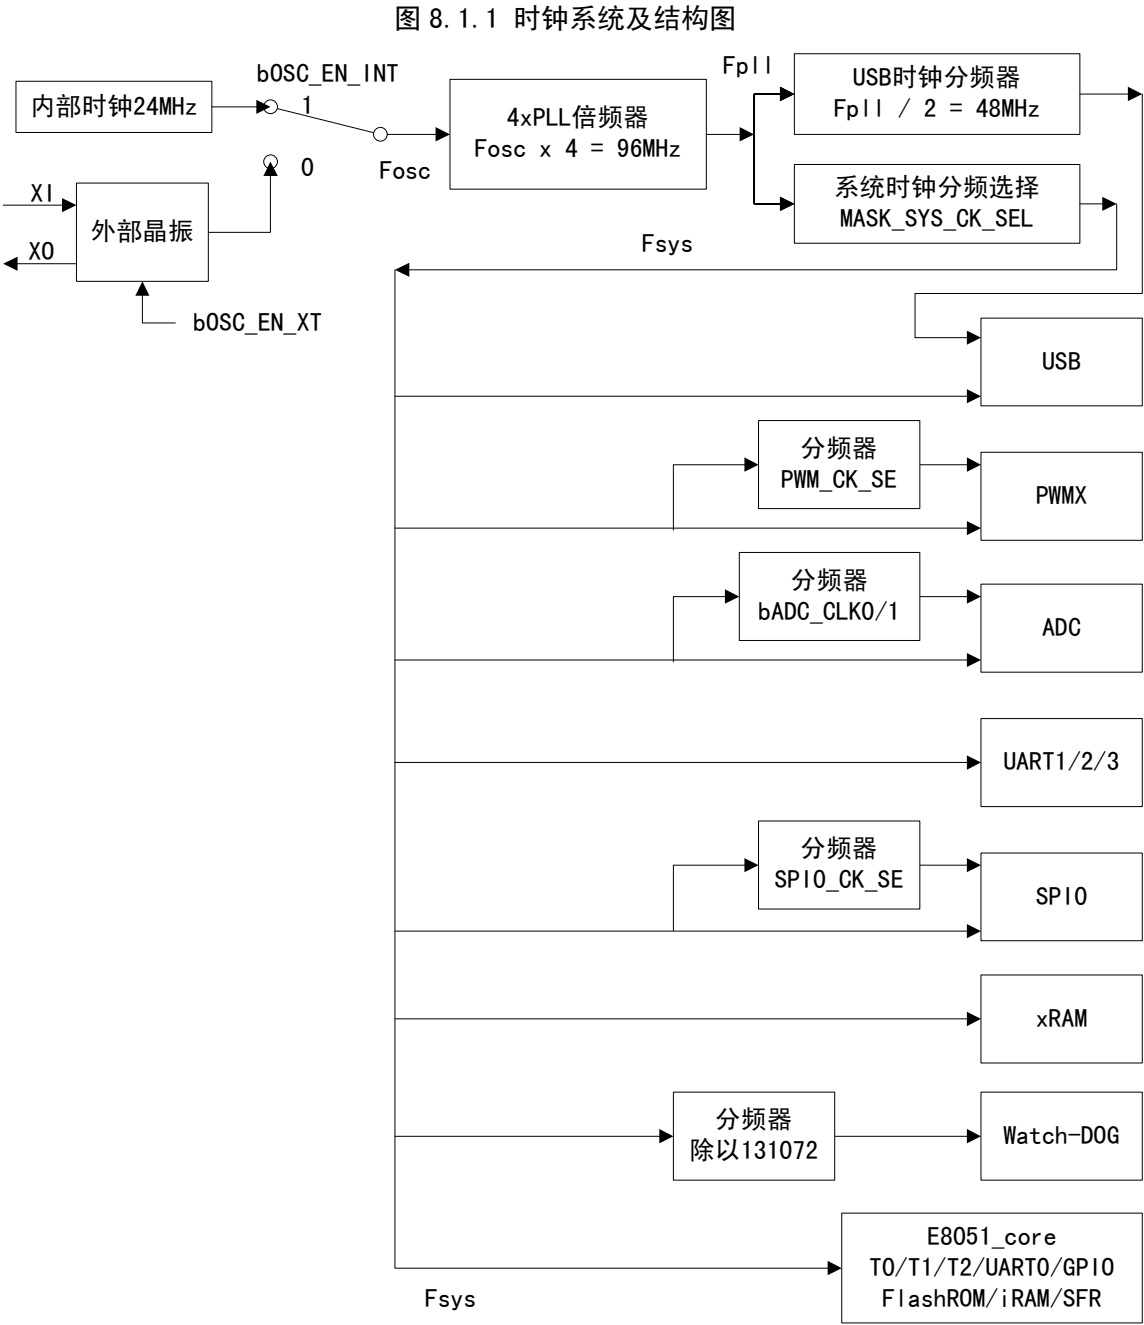 图 8.1.1 时钟系统及结构图
bOSC_EN_INT
内部时钟24MHz
1
0
XI
XO
外部晶振
bOSC_EN_XT
Fosc
4xPLL倍频器
Fosc x 4 = 96MHz
Fpll
USB时钟分频器
Fpll / 2 = 48MHz
系统时钟分频选择
MASK_SYS_CK_SEL
Fsys
USB
分频器
PWM_CK_SE
PWMX
分频器
bADC_CLK0/1
ADC
UART1/2/3
分频器
SPI0_CK_SE
SPI0
xRAM
分频器
除以131072
Watch-DOG
E8051_core
T0/T1/T2/UART0/GPIO
FlashROM/iRAM/SFR
Fsys